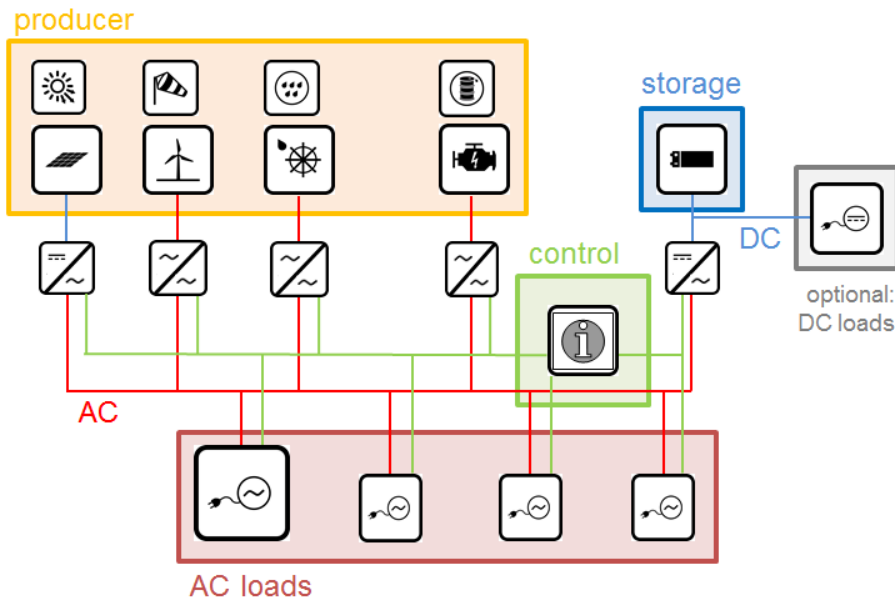 producer
storage
DC
control
optional:
DC loads
AC
AC loads